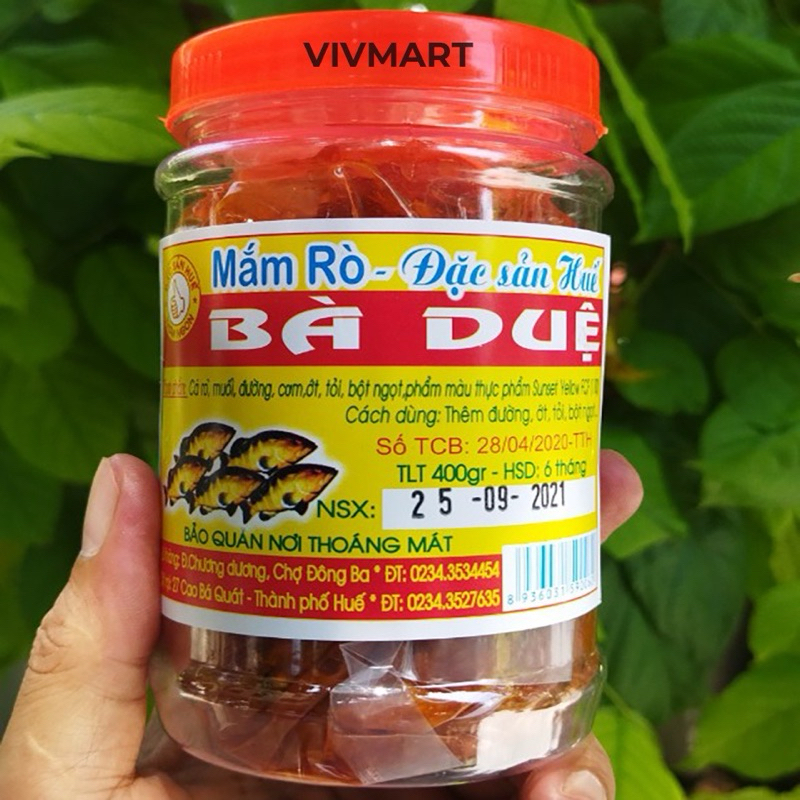 VIVMART
Mắm Rò - Đặc sản Huế
BÀ DUỆ
Cá rò, muối, đường, cơm, ớt, tỏi, bột ngọt, phẩm màu thực phẩm Sunset Yellow FCF
Cách dùng: Thêm đường, ớt, tỏi, bột ngọt...
Số TCB: 28/04/2020-TTH
TLT 400gr - HSD: 6 tháng
NSX: 25 -09- 2021
BẢO QUẢN NƠI THOÁNG MÁT
Đ.Chương dương, Chợ Đông Ba * ĐT: 0234.3534454
27 Cao Bá Quát - Thành phố Huế * ĐT: 0234.3527635